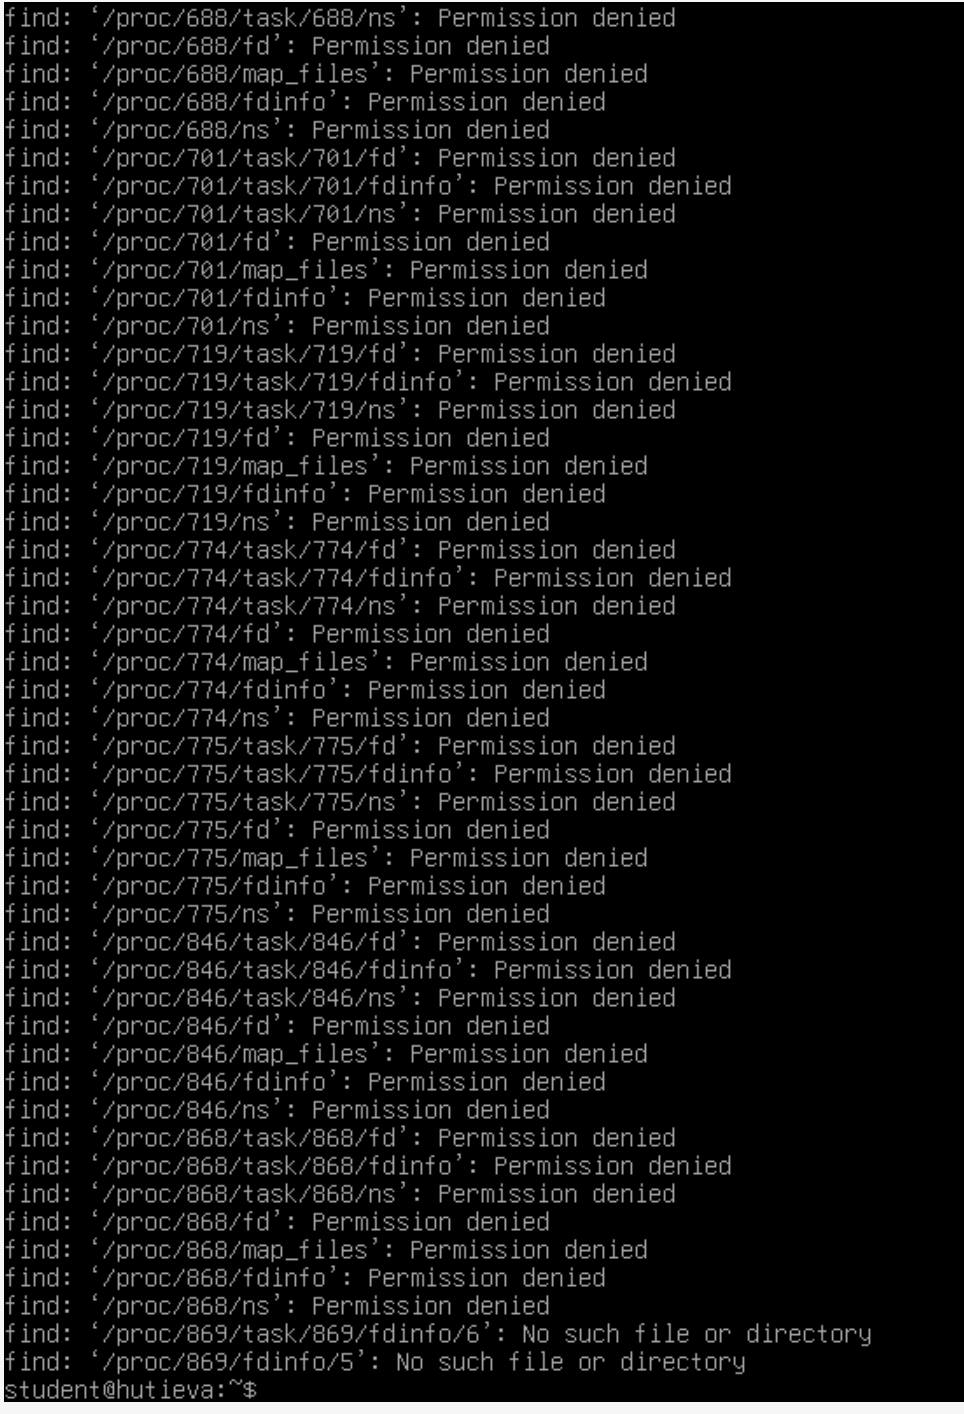 find: ‘/proc/688/task/688/ns’: Permission denied
find: ‘/proc/688/fd’: Permission denied
find: ‘/proc/688/map_files’: Permission denied
find: ‘/proc/688/fdinfo’: Permission denied
find: ‘/proc/688/ns’: Permission denied
find: ‘/proc/701/task/701/fd’: Permission denied
find: ‘/proc/701/task/701/fdinfo’: Permission denied
find: ‘/proc/701/task/701/ns’: Permission denied
find: ‘/proc/701/fd’: Permission denied
find: ‘/proc/701/map_files’: Permission denied
find: ‘/proc/701/fdinfo’: Permission denied
find: ‘/proc/701/ns’: Permission denied
find: ‘/proc/719/task/719/fd’: Permission denied
find: ‘/proc/719/task/719/fdinfo’: Permission denied
find: ‘/proc/719/task/719/ns’: Permission denied
find: ‘/proc/719/fd’: Permission denied
find: ‘/proc/719/map_files’: Permission denied
find: ‘/proc/719/fdinfo’: Permission denied
find: ‘/proc/719/ns’: Permission denied
find: ‘/proc/774/task/774/fd’: Permission denied
find: ‘/proc/774/task/774/fdinfo’: Permission denied
find: ‘/proc/774/task/774/ns’: Permission denied
find: ‘/proc/774/fd’: Permission denied
find: ‘/proc/774/map_files’: Permission denied
find: ‘/proc/774/fdinfo’: Permission denied
find: ‘/proc/774/ns’: Permission denied
find: ‘/proc/775/task/775/fd’: Permission denied
find: ‘/proc/775/task/775/fdinfo’: Permission denied
find: ‘/proc/775/task/775/ns’: Permission denied
find: ‘/proc/775/fd’: Permission denied
find: ‘/proc/775/map_files’: Permission denied
find: ‘/proc/775/fdinfo’: Permission denied
find: ‘/proc/775/ns’: Permission denied
find: ‘/proc/846/task/846/fd’: Permission denied
find: ‘/proc/846/task/846/fdinfo’: Permission denied
find: ‘/proc/846/task/846/ns’: Permission denied
find: ‘/proc/846/fd’: Permission denied
find: ‘/proc/846/map_files’: Permission denied
find: ‘/proc/846/fdinfo’: Permission denied
find: ‘/proc/846/ns’: Permission denied
find: ‘/proc/868/task/868/fd’: Permission denied
find: ‘/proc/868/task/868/fdinfo’: Permission denied
find: ‘/proc/868/task/868/ns’: Permission denied
find: ‘/proc/868/fd’: Permission denied
find: ‘/proc/868/map_files’: Permission denied
find: ‘/proc/868/fdinfo’: Permission denied
find: ‘/proc/868/ns’: Permission denied
find: ‘/proc/869/task/869/fdinfo/6’: No such file or directory
find: ‘/proc/869/fdinfo/5’: No such file or directory
student@hutieva:~$